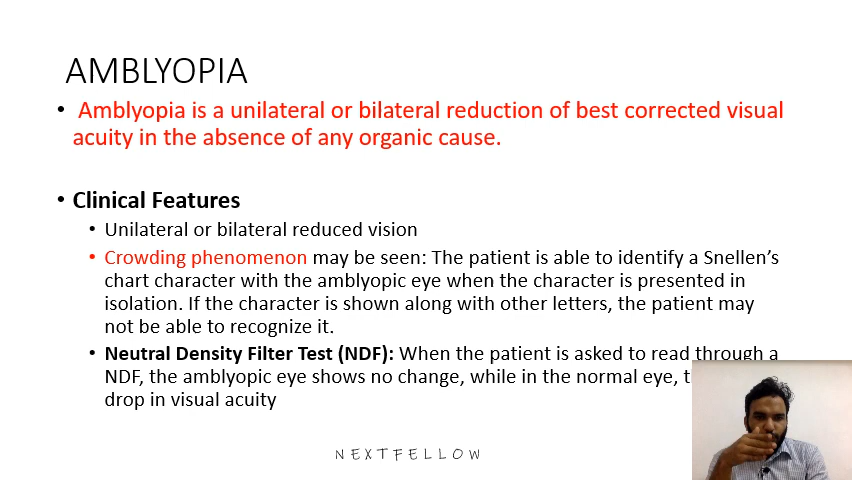 AMBLYOPIA
• Amblyopia is a unilateral or bilateral reduction of best corrected visual
acuity in the absence of any organic cause.
• Clinical Features
• Unilateral or bilateral reduced vision
• Crowding phenomenon may be seen: The patient is able to identify a Snellen's
chart character with the amblyopic eye when the character is presented in
isolation. If the character is shown along with other letters, the patient may
not be able to recognize it.
• Neutral Density Filter Test (NDF): When the patient is asked to read through a
NDF, the amblyopic eye shows no change, while in the normal eye,
drop in visual acuity
NEXTFELLOW